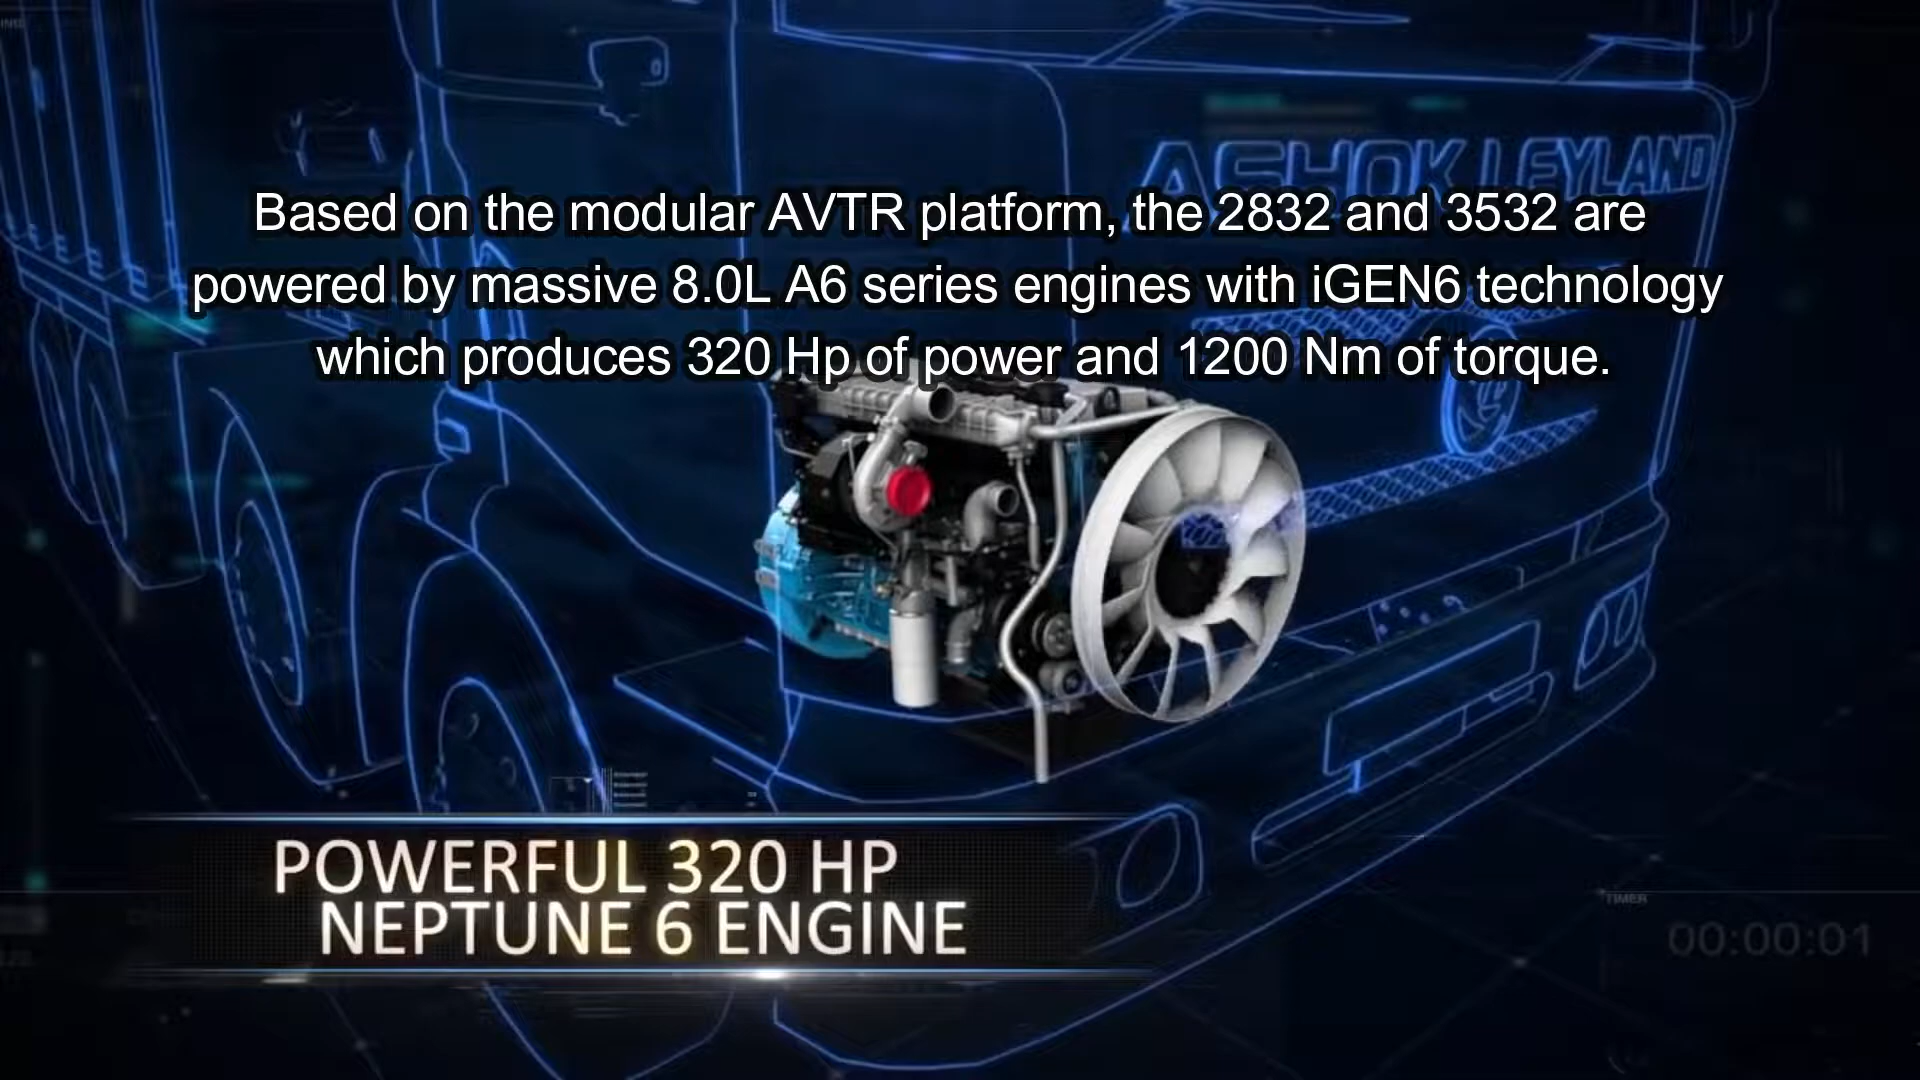 ASHOK LEYLAND
Based on the modular AVTR platform, the 2832 and 3532 are
powered by massive 8.0L A6 series engines with iGEN6 technology
which produces 320 Hp of power and 1200 Nm of torque.
POWERFUL 320 HP
NEPTUNE 6 ENGINE
TIMER
00:00:01